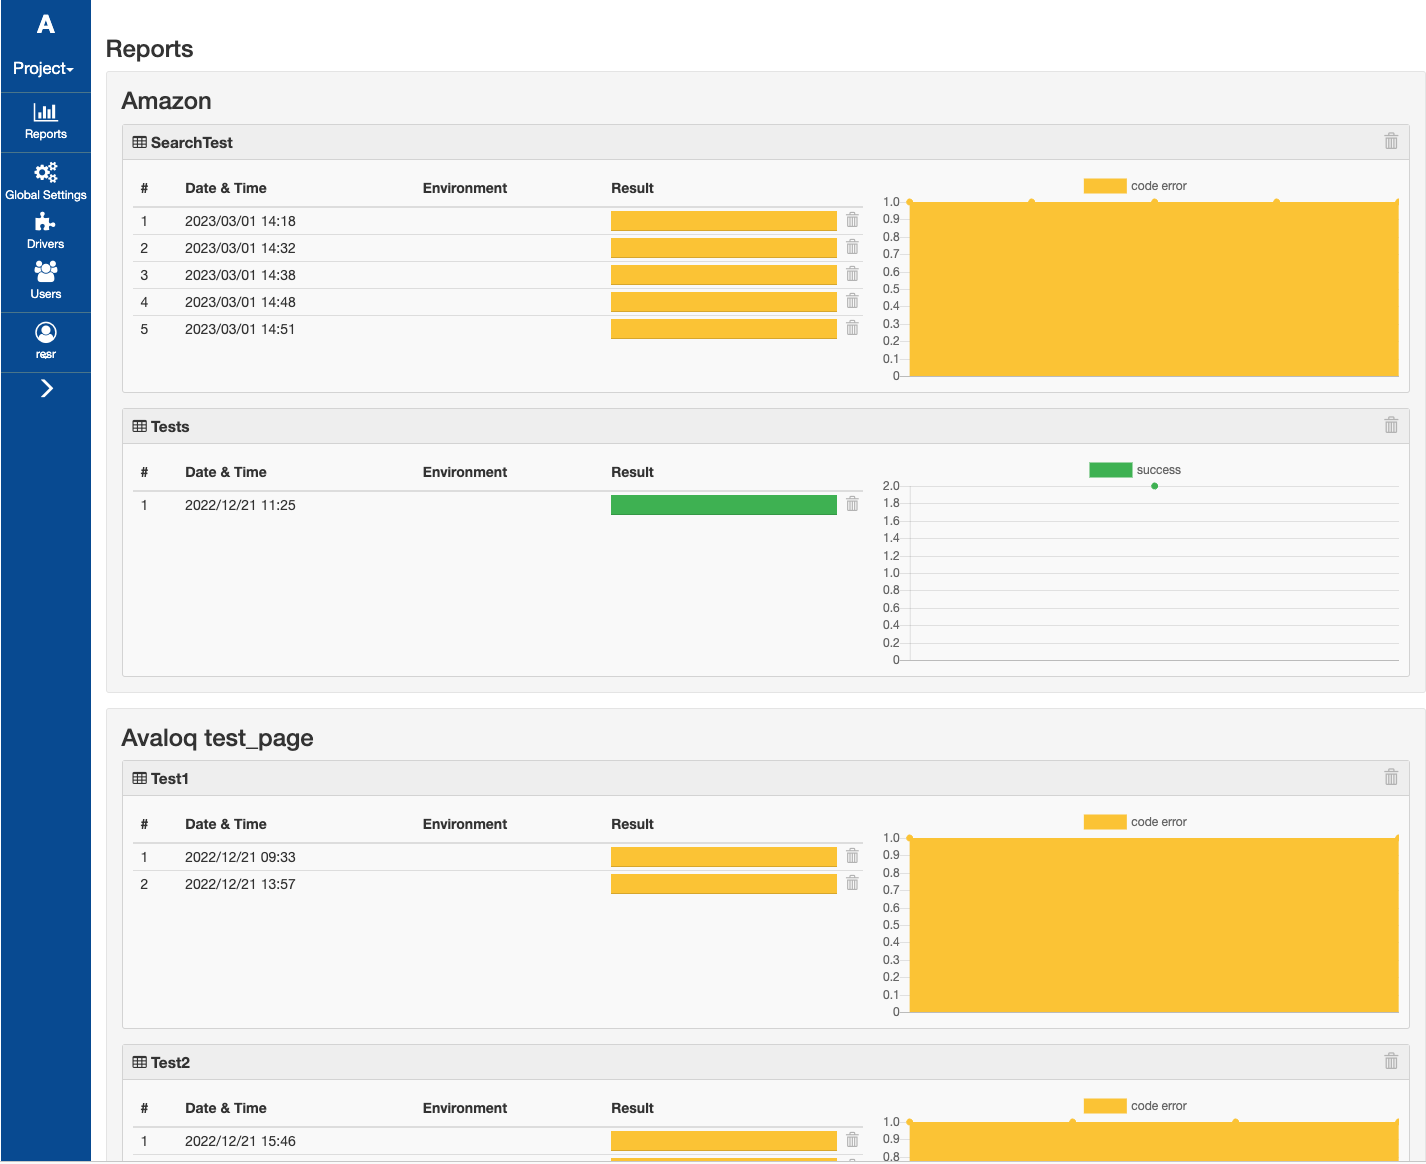 A
Project
Reports
Global Settings
Drivers
Users
resr
Reports
Amazon
SearchTest
# Date & Time Environment Result
1 2023/03/01 14:18
2 2023/03/01 14:32
3 2023/03/01 14:38
4 2023/03/01 14:48
5 2023/03/01 14:51
code error
1.0
0.9
0.8
0.7
0.6
0.5
0.4
0.3
0.2
0.1
0
Tests
# Date & Time Environment Result
1 2022/12/21 11:25
success
2.0
1.8
1.6
1.4
1.2
1.0
0.8
0.6
0.4
0.2
0
Avaloq test_page
Test1
# Date & Time Environment Result
1 2022/12/21 09:33
2 2022/12/21 13:57
code error
1.0
0.9
0.8
0.7
0.6
0.5
0.4
0.3
0.2
0.1
0
Test2
# Date & Time Environment Result
1 2022/12/21 15:46
code error
1.0
0.9
0.8